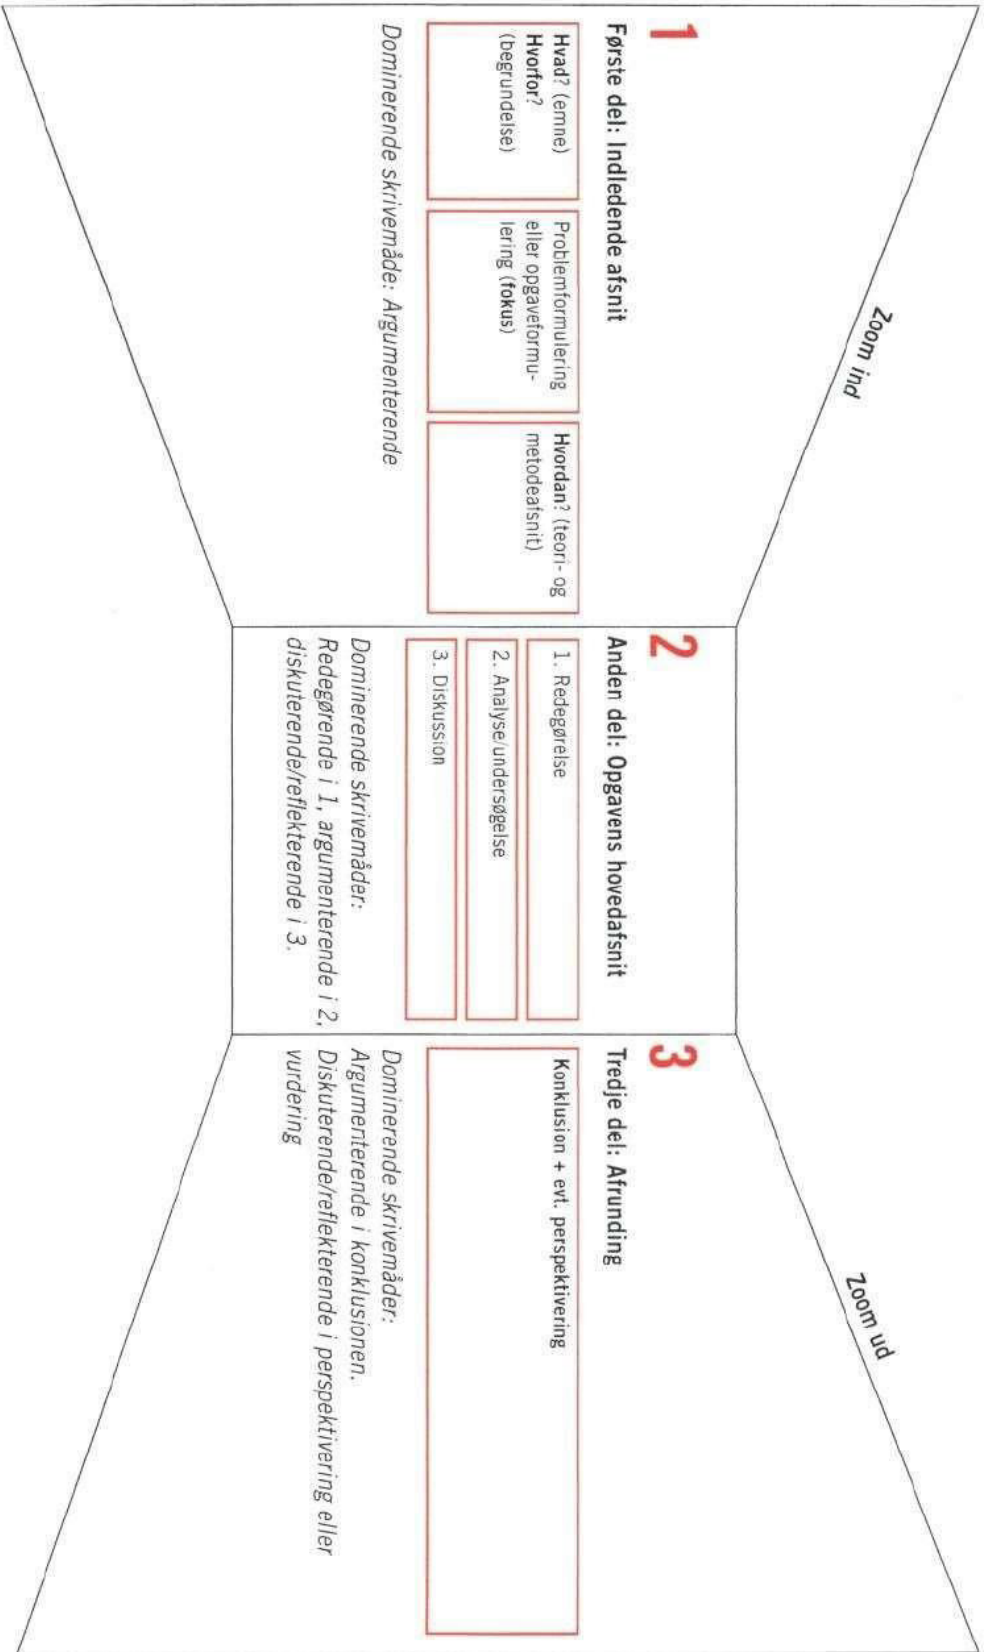 Zoom ind
Zoom ud
1
Første del: Indledende afsnit
Hvad? (emne)
Hvorfor?
(begrundelse)
Problemformulering
eller opgaveformu-
lering (fokus)
Hvordan? (teori- og
metodeafsnit)
Dominerende skrivemåde: Argumenterende
2
Anden del: Opgavens hovedafsnit
1. Redegørelse
2. Analyse/undersøgelse
3. Diskussion
Dominerende skrivemåder:
Redegørende i 1, argumenterende i 2,
diskuterende/reflekterende i 3.
3
Tredje del: Afrunding
Konklusion + evt. perspektivering
Dominerende skrivemåder:
Argumenterende i konklusionen.
Diskuterende/reflekterende i perspektivering eller
vurdering